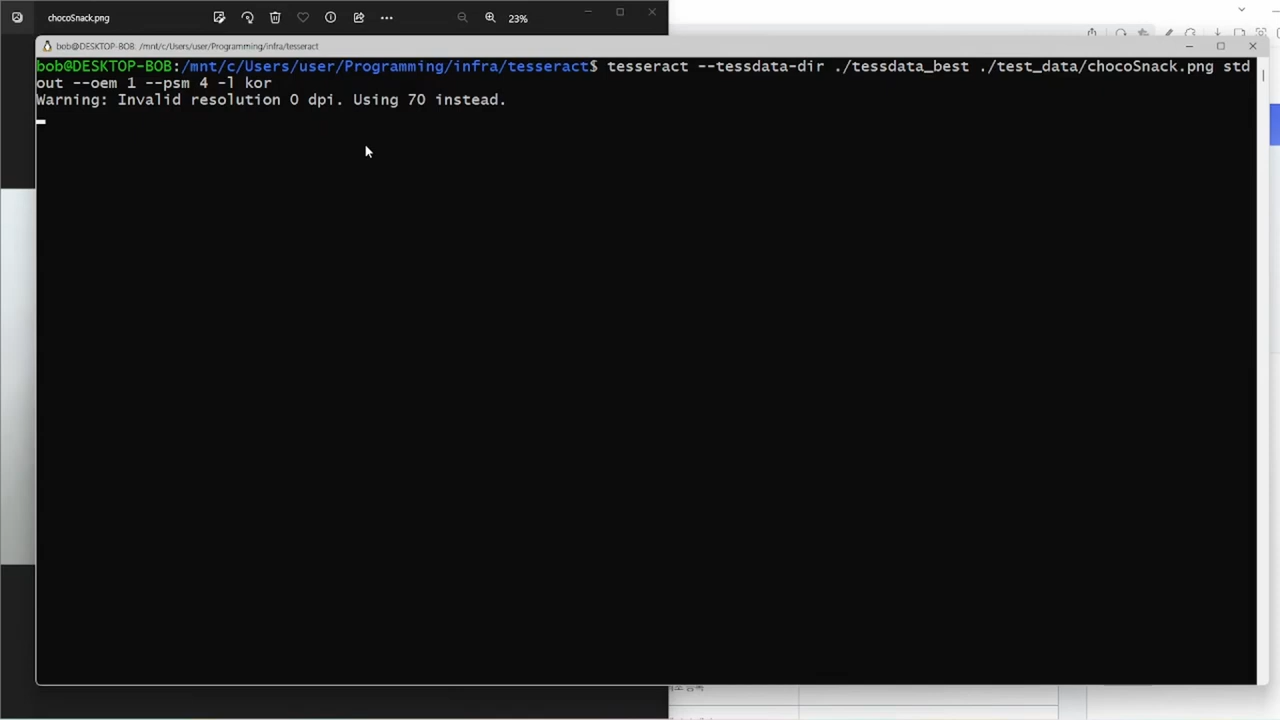 chocoSnack.png
23%
bob@DESKTOP-BOB: /mnt/c/Users/user/Programming/infra/tesseract
bob@DESKTOP-BOB:/mnt/c/Users/user/Programming/infra/tesseract$ tesseract --tessdata-dir ./tessdata_best ./test_data/chocoSnack.png std
out --oem 1 --psm 4 -l kor
Warning: Invalid resolution 0 dpi. Using 70 instead.